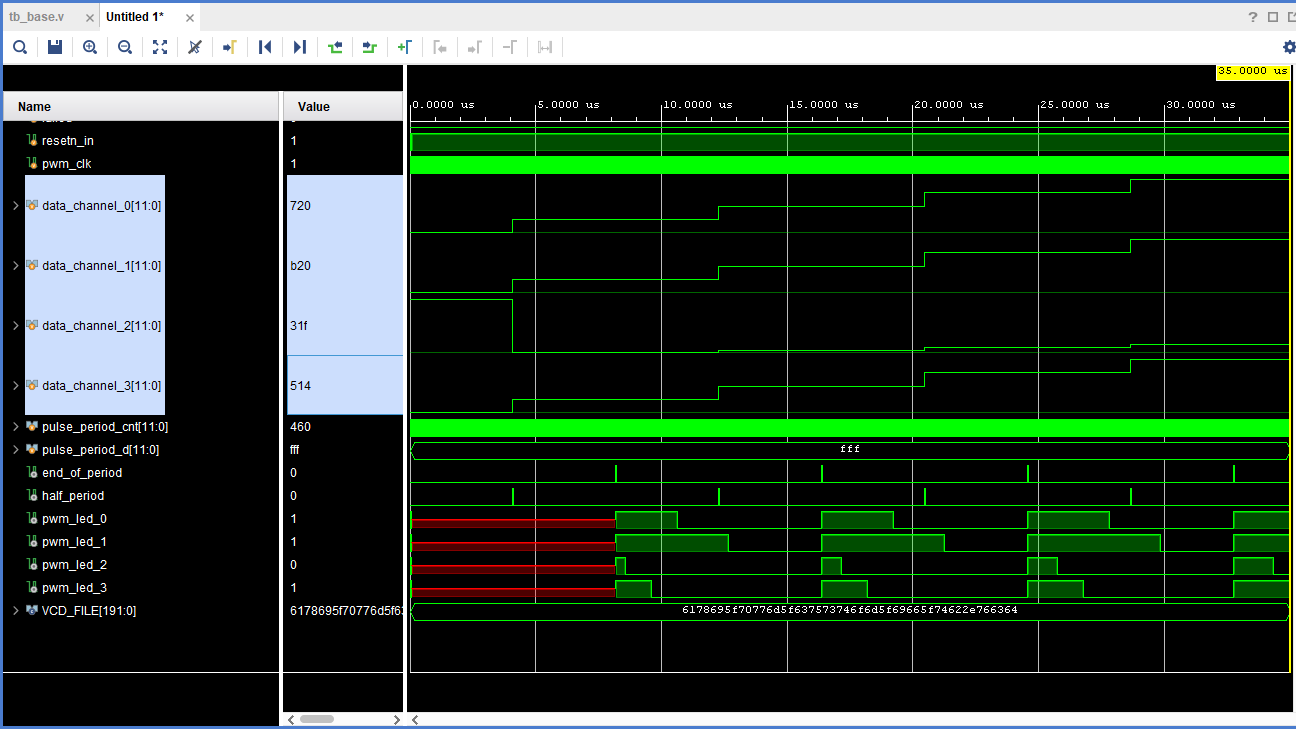 tb_base.v
Untitled 1*
35.0000 us
Name
Value
0.0000 us
5.0000 us
10.0000 us
15.0000 us
20.0000 us
25.0000 us
30.0000 us
resetn_in
1
pwm_clk
1
data_channel_0[11:0]
720
data_channel_1[11:0]
b20
data_channel_2[11:0]
31f
data_channel_3[11:0]
514
pulse_period_cnt[11:0]
460
pulse_period_d[11:0]
fff
fff
end_of_period
0
half_period
0
pwm_led_0
1
pwm_led_1
1
pwm_led_2
0
pwm_led_3
1
VCD_FILE[191:0]
6178695f70776d5f63
6178695f70776d5f637573746f6d5f69665f74622e766364